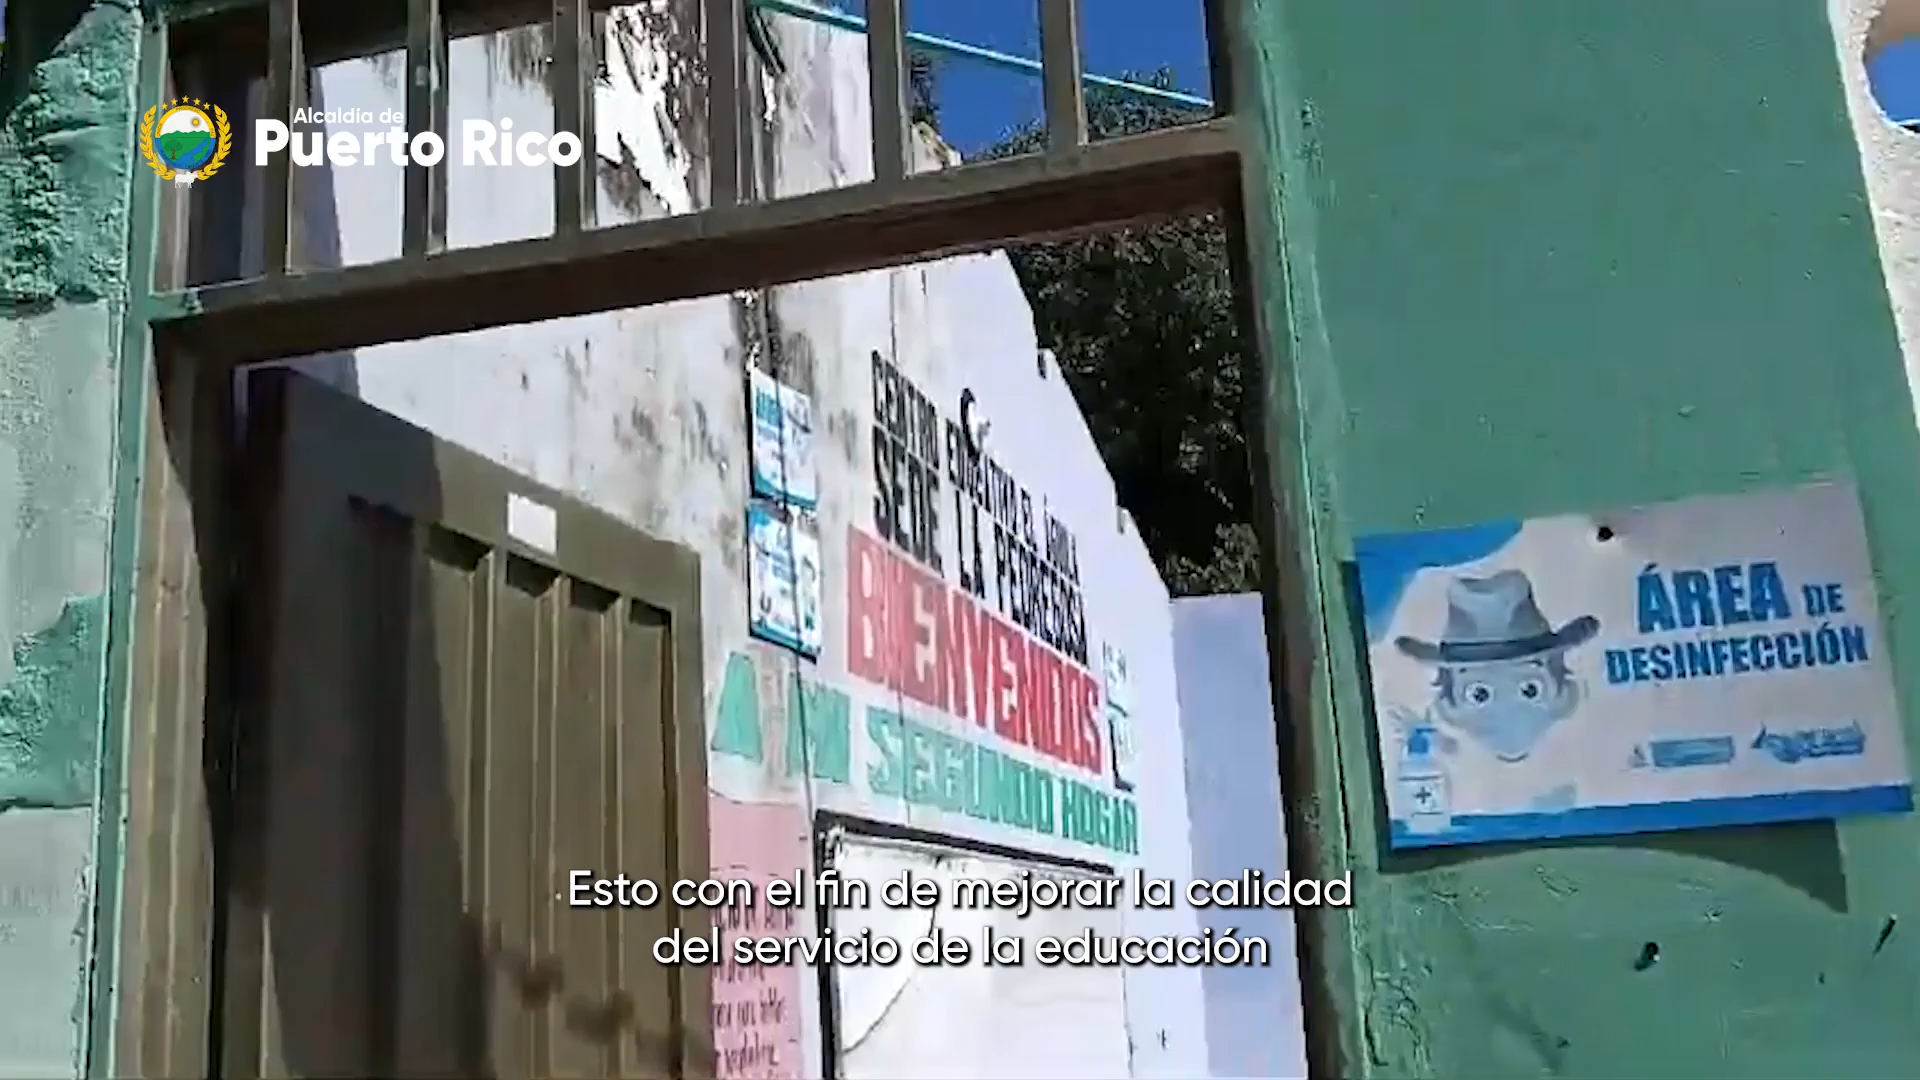 Alcaldía de
Puerto Rico
CENTRO EDUCATIVO EL ÁGUILA
SEDE LA PEDREGOSA
BIENVENIDOS
A MI SEGUNDO HOGAR
ÁREA DE
DESINFECCIÓN
Esto con el fin de mejorar la calidad
del servicio de la educación